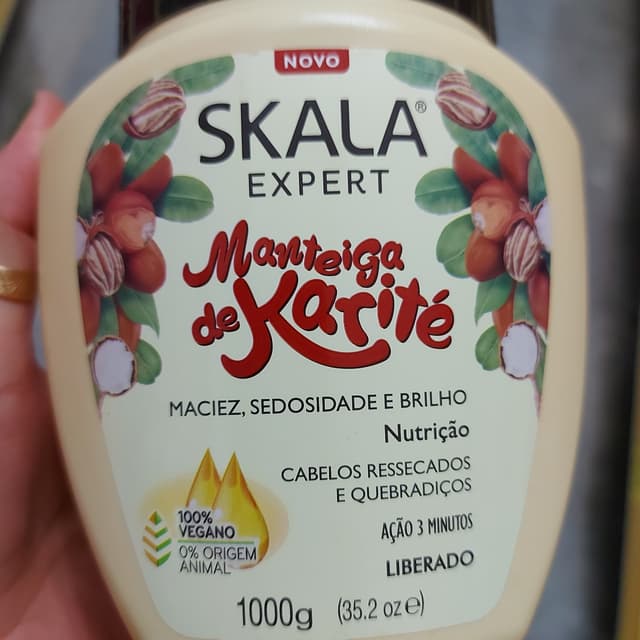 NOVO
SKALA®
EXPERT
Manteiga
de Karité
MACIEZ, SEDOSIDADE E BRILHO
Nutrição
CABELOS RESSECADOS
E QUEBRADIÇOS
100%
VEGANO
0% ORIGEM
ANIMAL
AÇÃO 3 MINUTOS
LIBERADO
1000g (35.2 oz ℮)